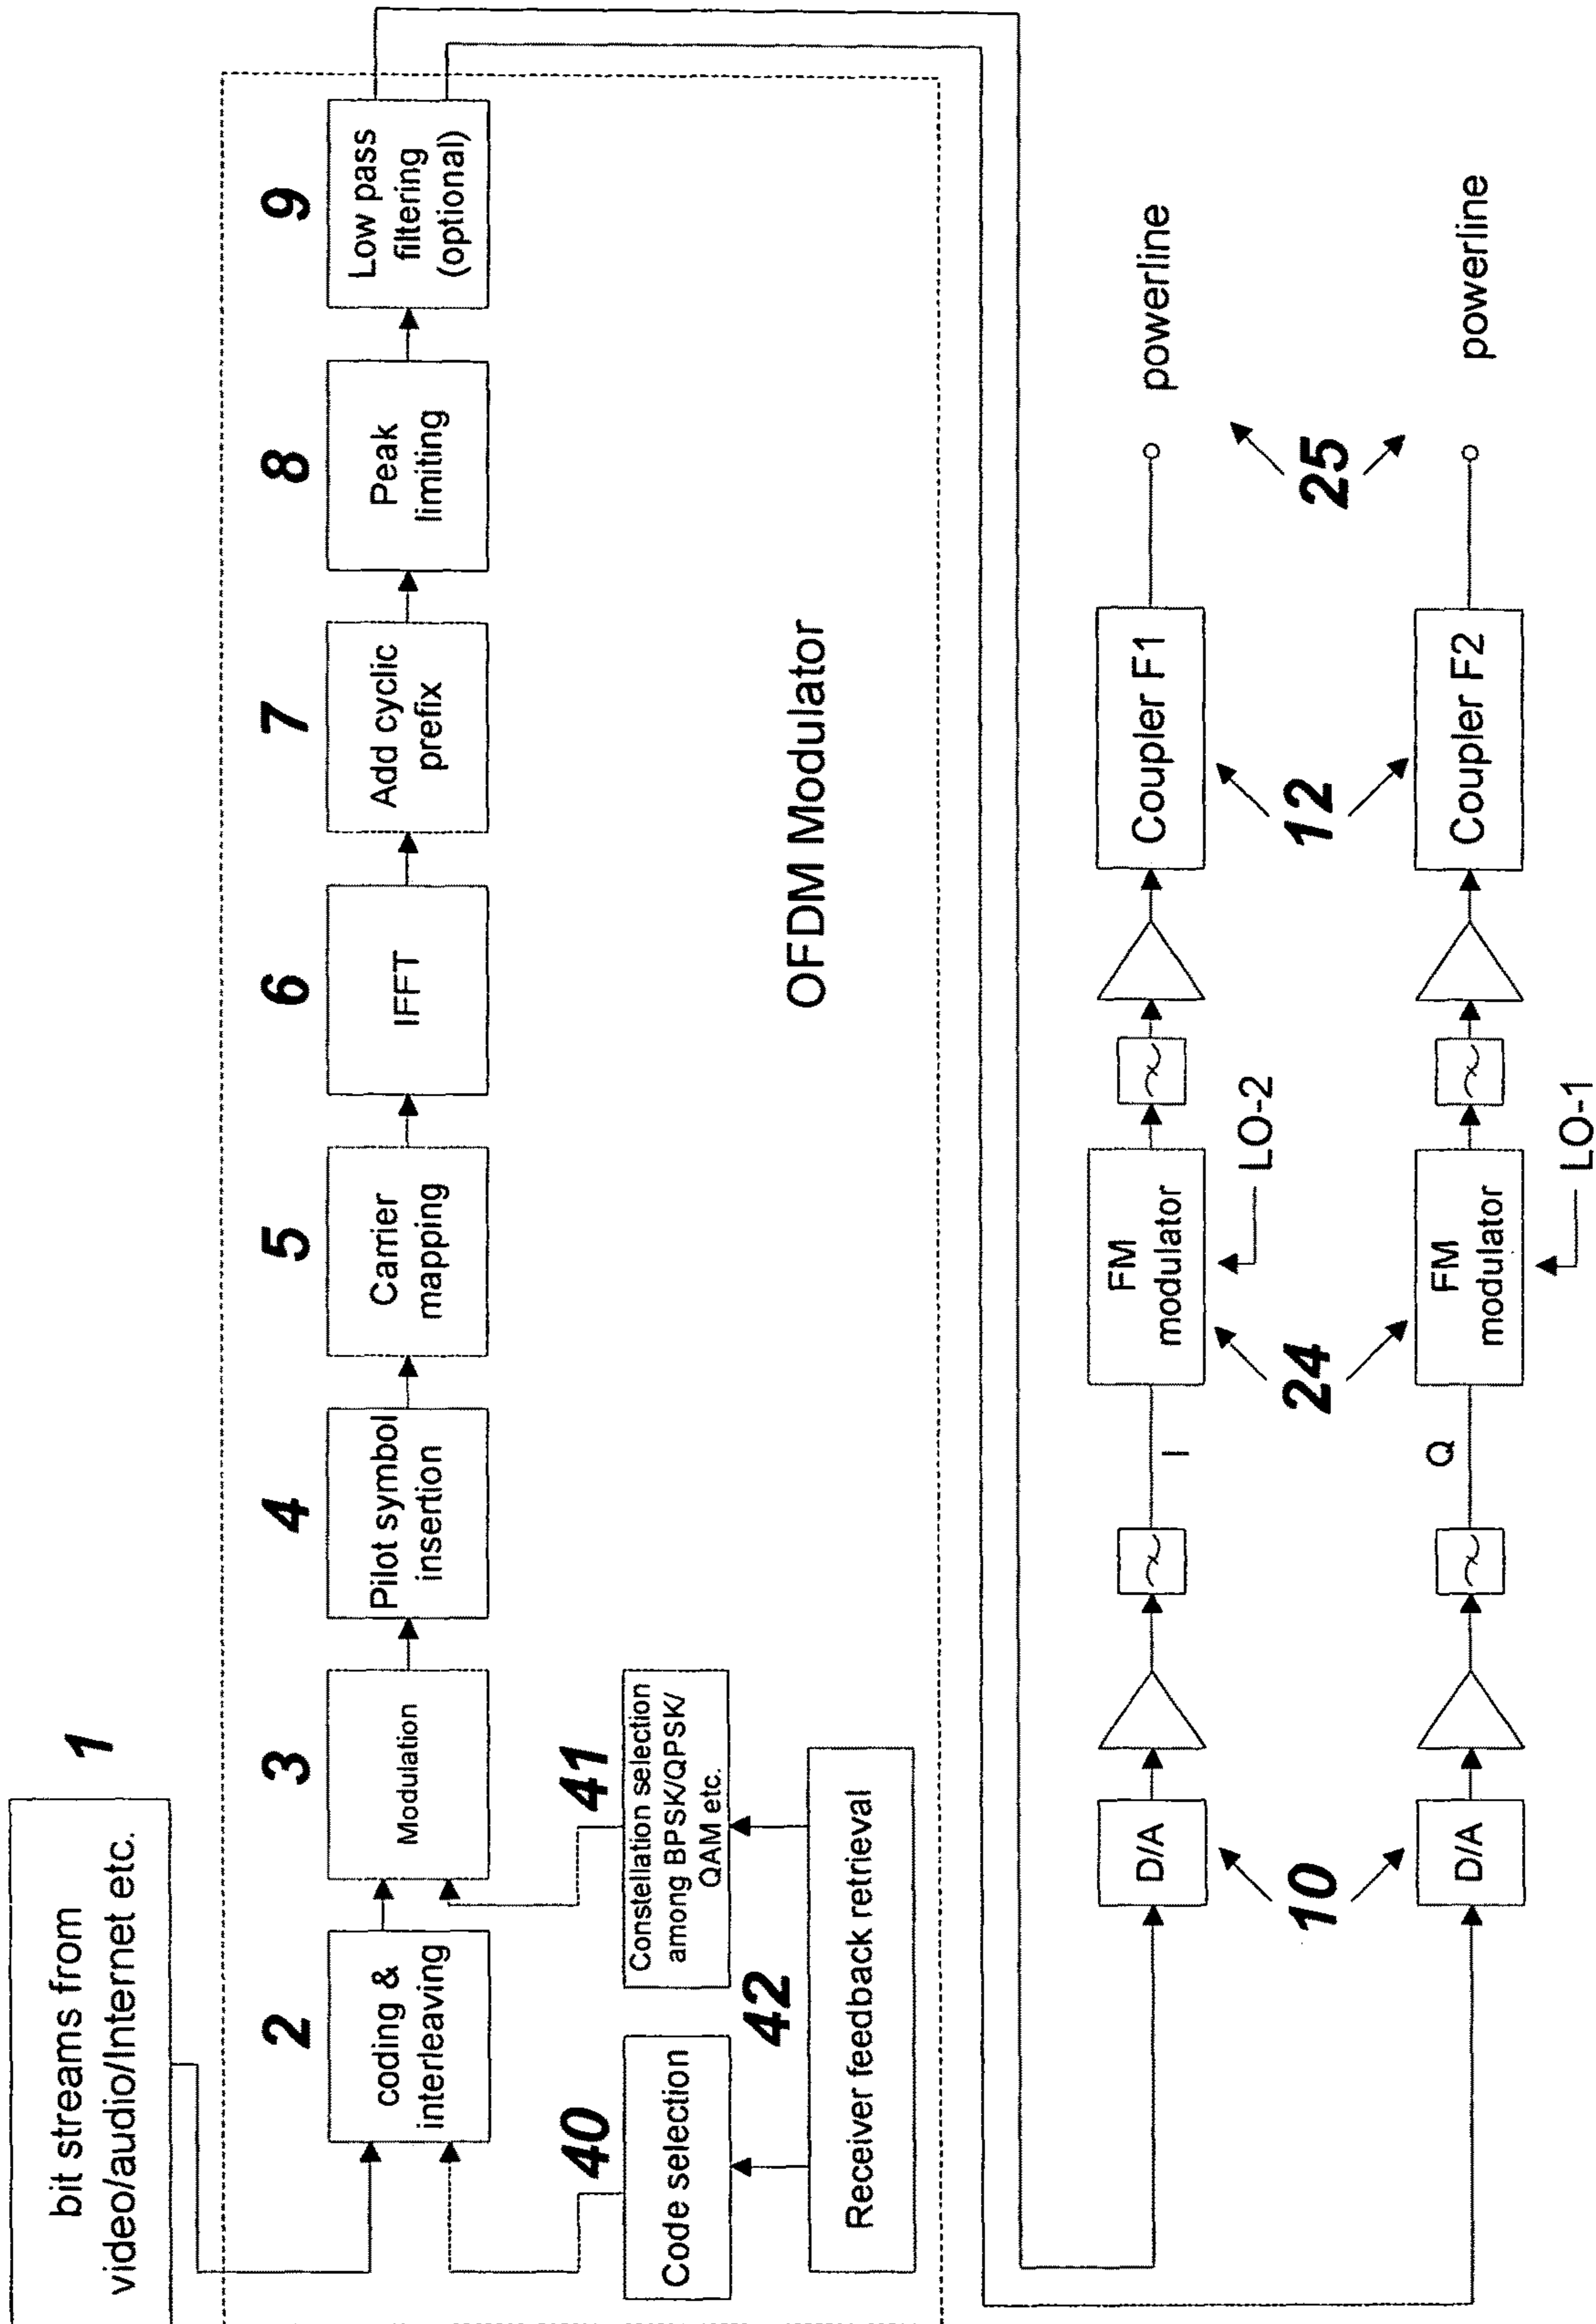 bit streams from
video/audio/Internet etc.
1
2
coding &
interleaving
3
Modulation
4
Pilot symbol
insertion
5
Carrier
mapping
6
IFFT
7
Add cyclic
prefix
8
Peak
limiting
9
Low pass
filtering
(optional)
40
Code selection
41
Constellation selection
among BPSK/QPSK/
QAM etc.
42
Receiver feedback retrieval
OFDM Modulator
D/A
I
FM
modulator
LO-2
Coupler F1
powerline
10
24
12
25
D/A
Q
FM
modulator
LO-1
Coupler F2
powerline